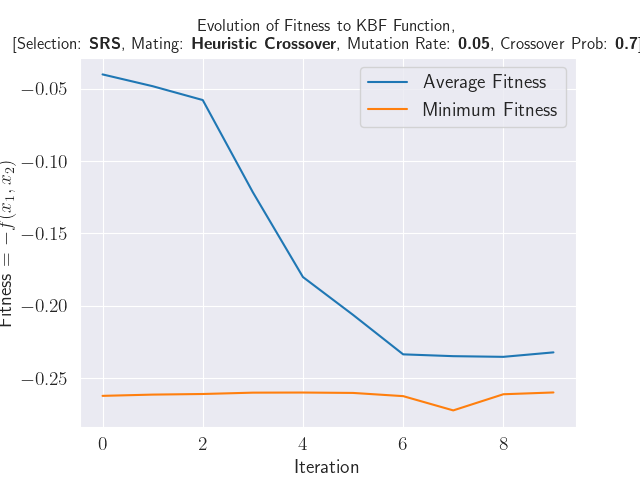 Evolution of Fitness to KBF Function,
[Selection: SRS, Mating: Heuristic Crossover, Mutation Rate: 0.05, Crossover Prob: 0.7]
Average Fitness
Minimum Fitness
−0.05
−0.10
−0.15
−0.20
−0.25
Fitness = −f(x₁, x₂)
0 2 4 6 8
Iteration